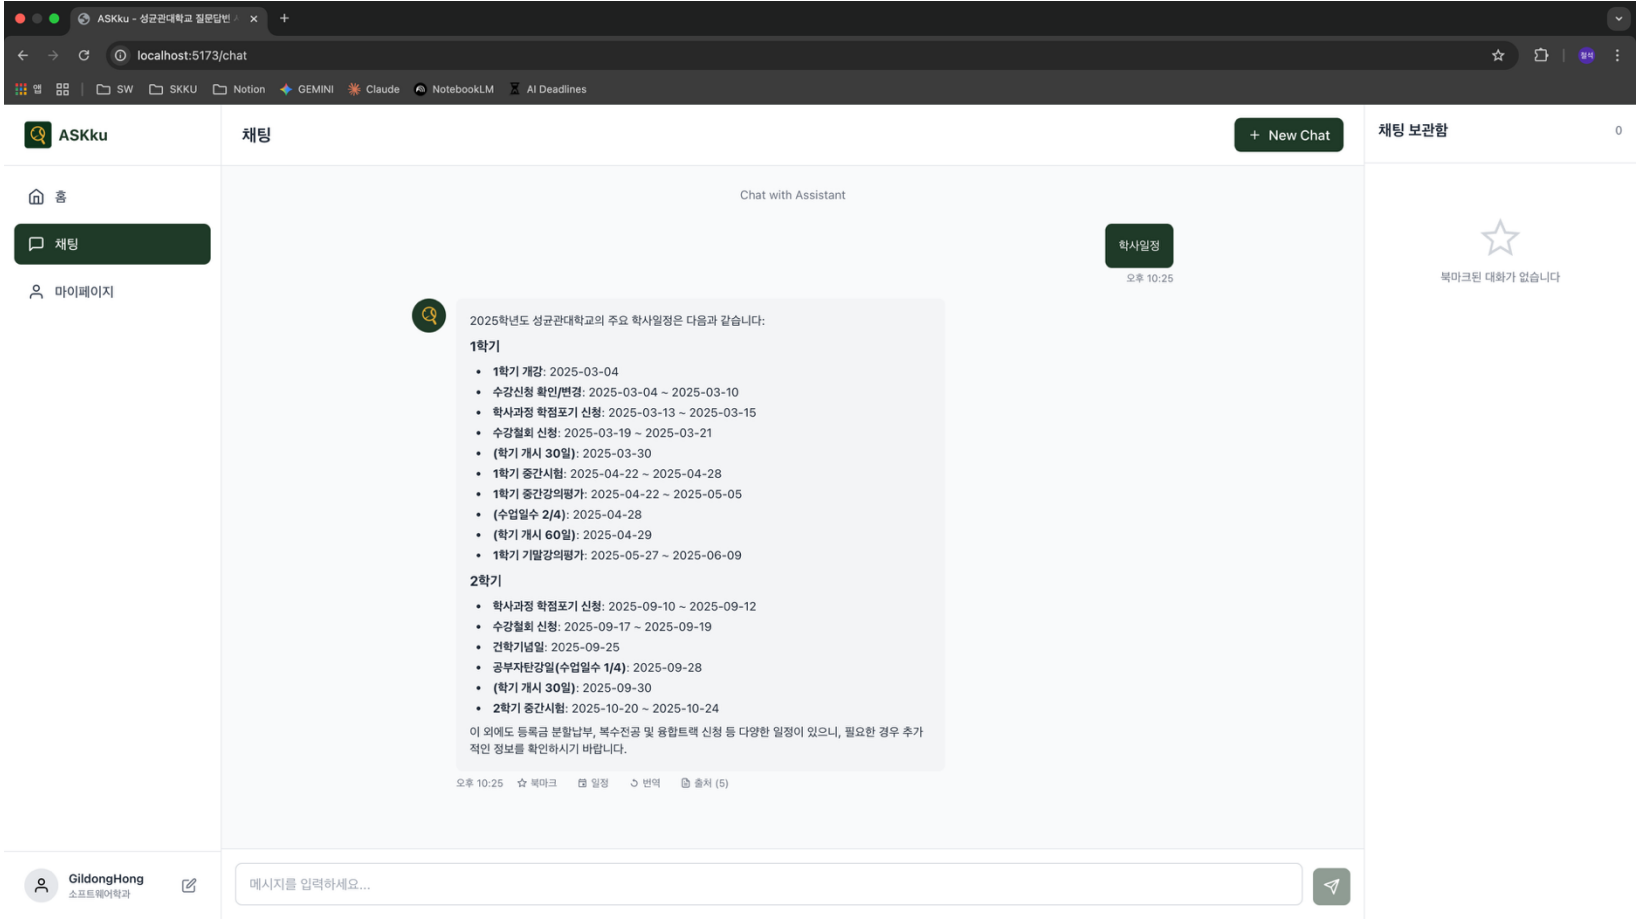 ASKku - 성균관대학교 질문답변 A
localhost:5173/chat
앱
SW
SKKU
Notion
GEMINI
Claude
NotebookLM
AI Deadlines
ASKku
홈
채팅
마이페이지
GildongHong
소프트웨어학과
채팅
+ New Chat
Chat with Assistant
학사일정
오후 10:25
2025학년도 성균관대학교의 주요 학사일정은 다음과 같습니다:
1학기
• 1학기 개강: 2025-03-04
• 수강신청 확인/변경: 2025-03-04 ~ 2025-03-10
• 학사과정 학점포기 신청: 2025-03-13 ~ 2025-03-15
• 수강철회 신청: 2025-03-19 ~ 2025-03-21
• (학기 개시 30일): 2025-03-30
• 1학기 중간시험: 2025-04-22 ~ 2025-04-28
• 1학기 중간강의평가: 2025-04-22 ~ 2025-05-05
• (수업일수 2/4): 2025-04-28
• (학기 개시 60일): 2025-04-29
• 1학기 기말강의평가: 2025-05-27 ~ 2025-06-09
2학기
• 학사과정 학점포기 신청: 2025-09-10 ~ 2025-09-12
• 수강철회 신청: 2025-09-17 ~ 2025-09-19
• 건학기념일: 2025-09-25
• 공부자탄강일(수업일수 1/4): 2025-09-28
• (학기 개시 30일): 2025-09-30
• 2학기 중간시험: 2025-10-20 ~ 2025-10-24
이 외에도 등록금 분할납부, 복수전공 및 융합트랙 신청 등 다양한 일정이 있으니, 필요한 경우 추가
적인 정보를 확인하시기 바랍니다.
오후 10:25 북마크 일정 번역 출처 (5)
메시지를 입력하세요...
채팅 보관함 0
북마크된 대화가 없습니다